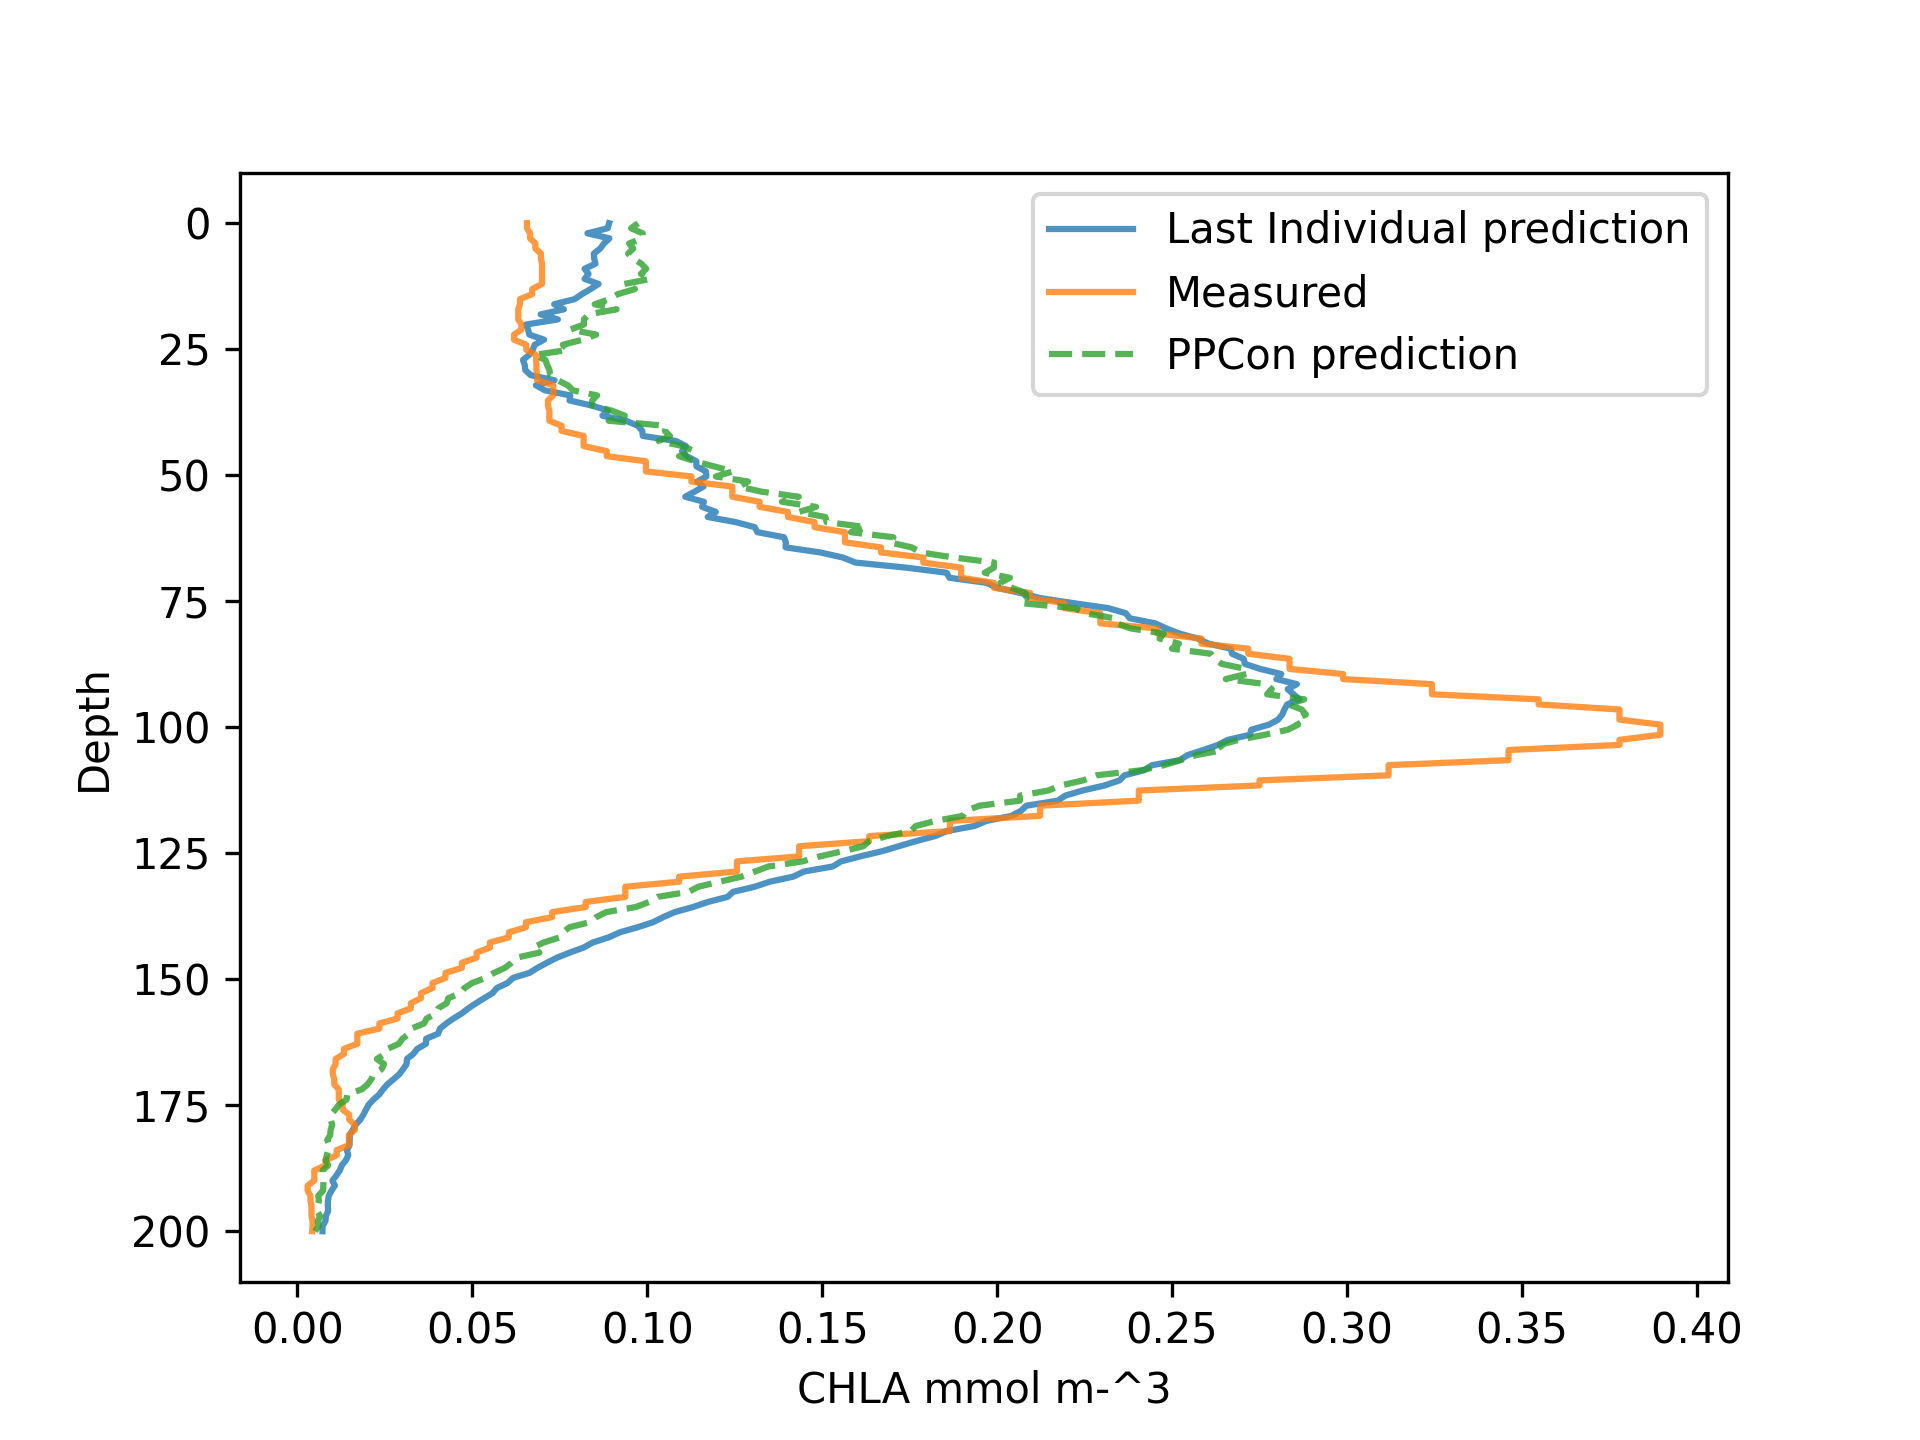 Last Individual prediction
Measured
PPCon prediction
0
25
50
75
100
125
150
175
200
Depth
0.00 0.05 0.10 0.15 0.20 0.25 0.30 0.35 0.40
CHLA mmol m-^3